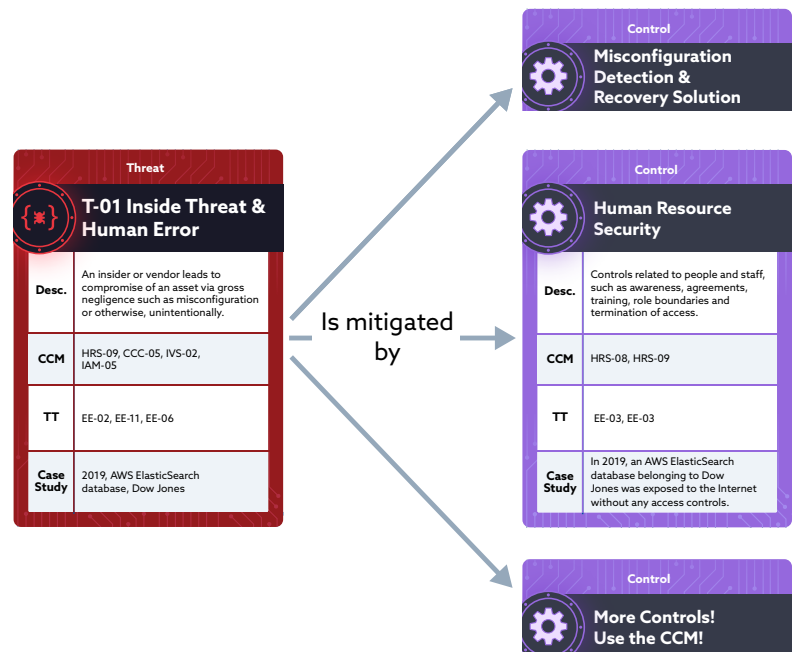 Threat
T-01 Inside Threat &
Human Error
Desc.
An insider or vendor leads to
compromise of an asset via gross
negligence such as misconfiguration
or otherwise, unintentionally.
CCM
HRS-09, CCC-05, IVS-02,
IAM-05
TT
EE-02, EE-11, EE-06
Case
Study
2019, AWS ElasticSearch
database, Dow Jones
Is mitigated
by
Control
Misconfiguration
Detection &
Recovery Solution
Control
Human Resource
Security
Desc.
Controls related to people and staff,
such as awareness, agreements,
training, role boundaries and
termination of access.
CCM
HRS-08, HRS-09
TT
EE-03, EE-03
Case
Study
In 2019, an AWS ElasticSearch
database belonging to Dow
Jones was exposed to the Internet
without any access controls.
Control
More Controls!
Use the CCM!